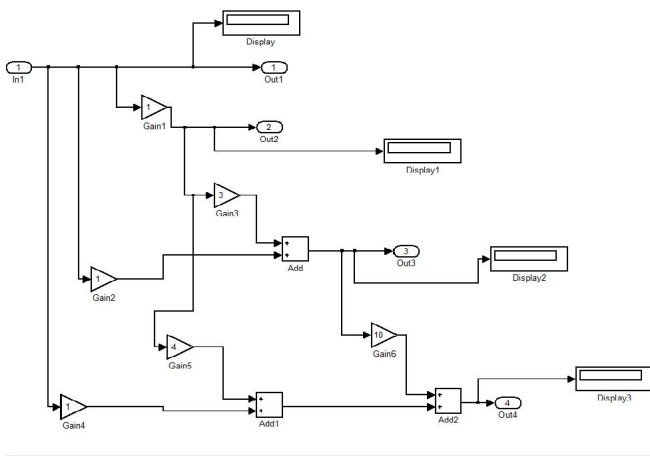 Display
1
In1
1
Out1
1
Gain1
2
Out2
Display1
3
Gain3
+
+
Add
3
Out3
Display2
1
Gain2
10
Gain6
4
Gain5
Display3
1
Gain4
+
+
Add1
+
+
Add2
4
Out4